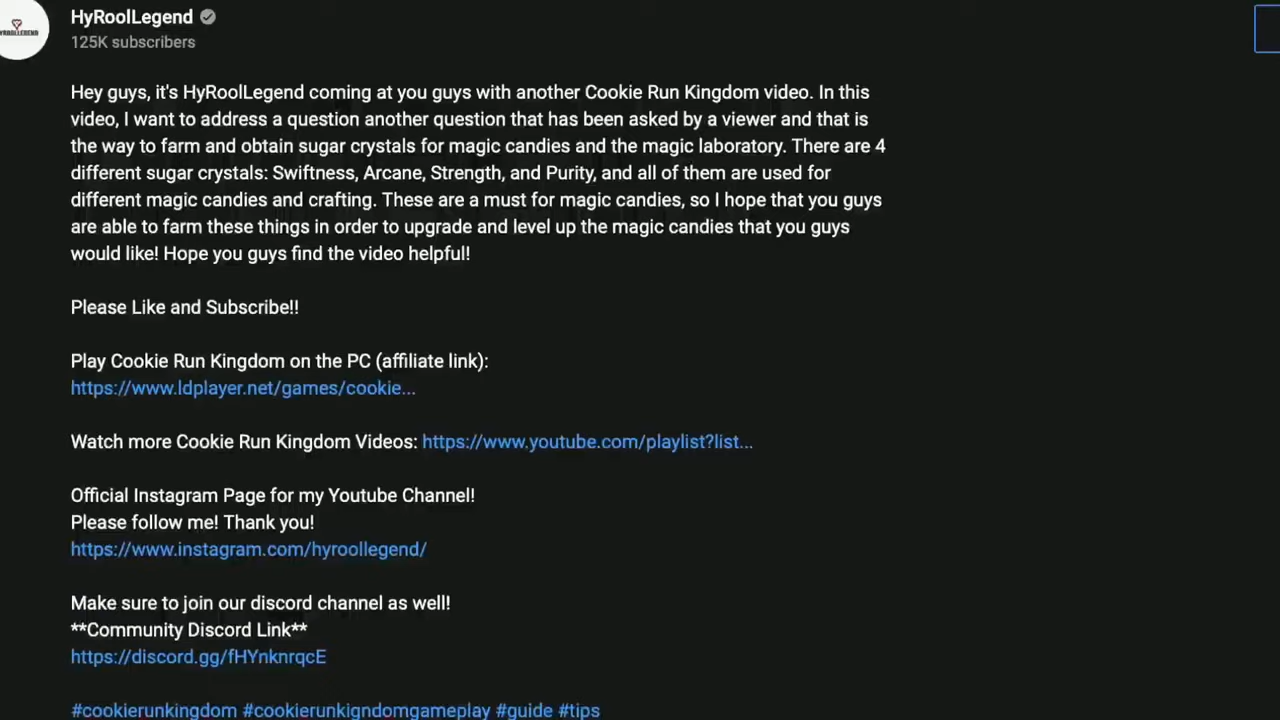 HyRoolLegend
125K subscribers
Hey guys, it's HyRoolLegend coming at you guys with another Cookie Run Kingdom video. In this
video, I want to address a question another question that has been asked by a viewer and that is
the way to farm and obtain sugar crystals for magic candies and the magic laboratory. There are 4
different sugar crystals: Swiftness, Arcane, Strength, and Purity, and all of them are used for
different magic candies and crafting. These are a must for magic candies, so I hope that you guys
are able to farm these things in order to upgrade and level up the magic candies that you guys
would like! Hope you guys find the video helpful!
Please Like and Subscribe!!
Play Cookie Run Kingdom on the PC (affiliate link):
https://www.ldplayer.net/games/cookie...
Watch more Cookie Run Kingdom Videos: https://www.youtube.com/playlist?list...
Official Instagram Page for my Youtube Channel!
Please follow me! Thank you!
https://www.instagram.com/hyroollegend/
Make sure to join our discord channel as well!
**Community Discord Link**
https://discord.gg/fHYnknrqcE
#cookierunkingdom #cookierunkigndomgameplay #guide #tips